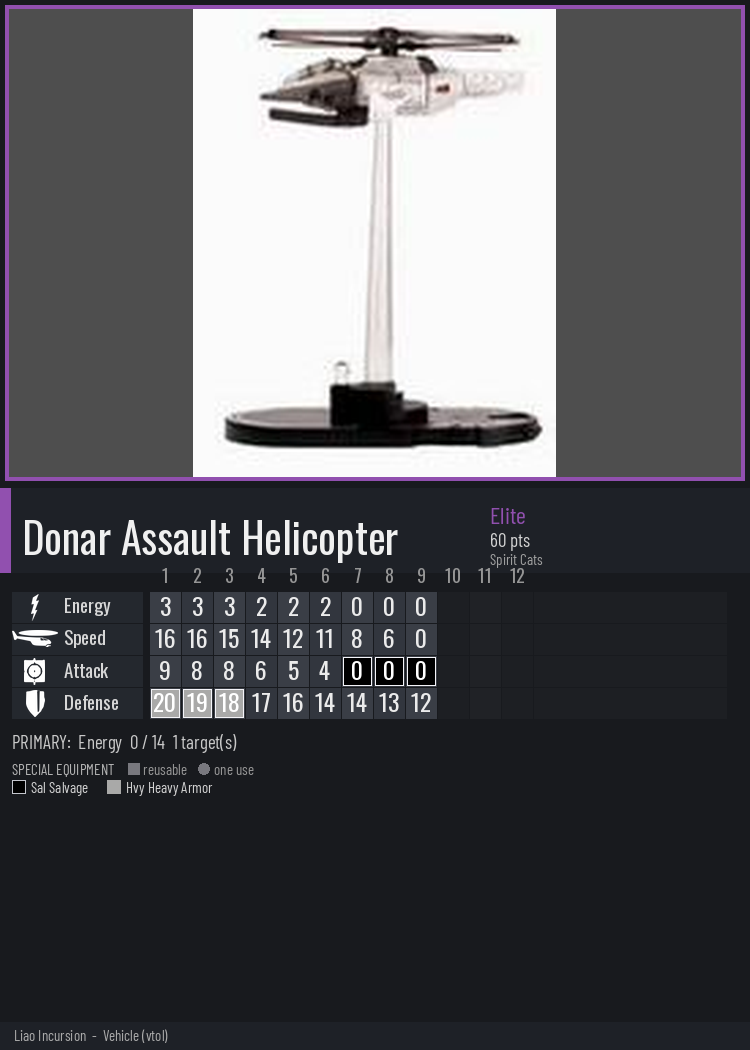 Donar Assault Helicopter
Elite
60 pts
Spirit Cats
1 2 3 4 5 6 7 8 9 10 11 12
Energy 3 3 3 2 2 2 0 0 0
Speed 16 16 15 14 12 11 8 6 0
Attack 9 8 8 6 5 4 0 0 0
Defense 20 19 18 17 16 14 14 13 12
PRIMARY: Energy 0 / 14 1 target(s)
SPECIAL EQUIPMENT reusable one use
Sal Salvage Hvy Heavy Armor
Liao Incursion - Vehicle (vtol)